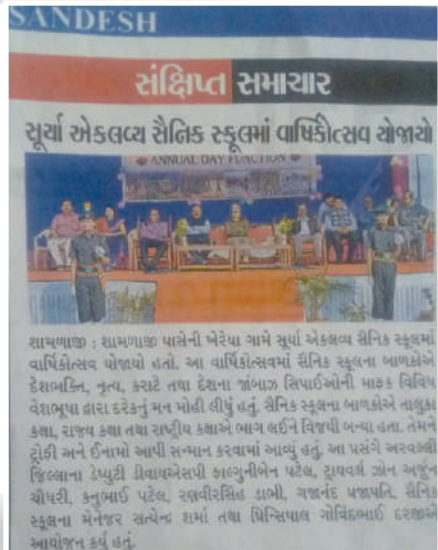 SANDESH
સંક્ષિપ્ત સમાચાર
સૂર્યા એકલવ્ય સૈનિક સ્કૂલમાં વાર્ષિકોત્સવ યોજાયો
ANNUAL DAY FUNCTION
શામળાજી : શામળાજી પાસેની ખેરંચા ગામે સૂર્યા એકલવ્ય સૈનિક સ્કૂલમાં
વાર્ષિકોત્સવ યોજાયો હતો. આ વાર્ષિકોત્સવમાં સૈનિક સ્કૂલના બાળકોએ
દેશભક્તિ, નૃત્ય, કરાટે તથા દેશના જાંબાઝ સિપાઈઓની માફક વિવિધ
વેશભૂષા દ્વારા દરેકનું મન મોહી લીધું હતું. સૈનિક સ્કૂલના બાળકોએ તાલુકા
કક્ષા, રાજ્ય કક્ષા તથા રાષ્ટ્રીય કક્ષાએ ભાગ લઈને વિજયી બન્યા હતા. તેમને
ટ્રોફી અને ઈનામો આપી સન્માન કરવામાં આવ્યું હતું. આ પ્રસંગે અરવલ્લી
જિલ્લાના ડેપ્યુટી ડીવાયએસપી ફાલ્ગુનીબેન પટેલ, ટ્રાયવર્લ ઝોન અર્જુન
ચૌધરી, કનુભાઈ પટેલ, રણવીરસિંહ ડાભી, ગજાનંદ પ્રજાપતિ, સૈનિક
સ્કૂલના મેનેજર સત્યેન્દ્ર શર્મા તથા પ્રિન્સિપાલ ગોવિંદભાઈ દરજીએ
આયોજન કર્યું હતું.